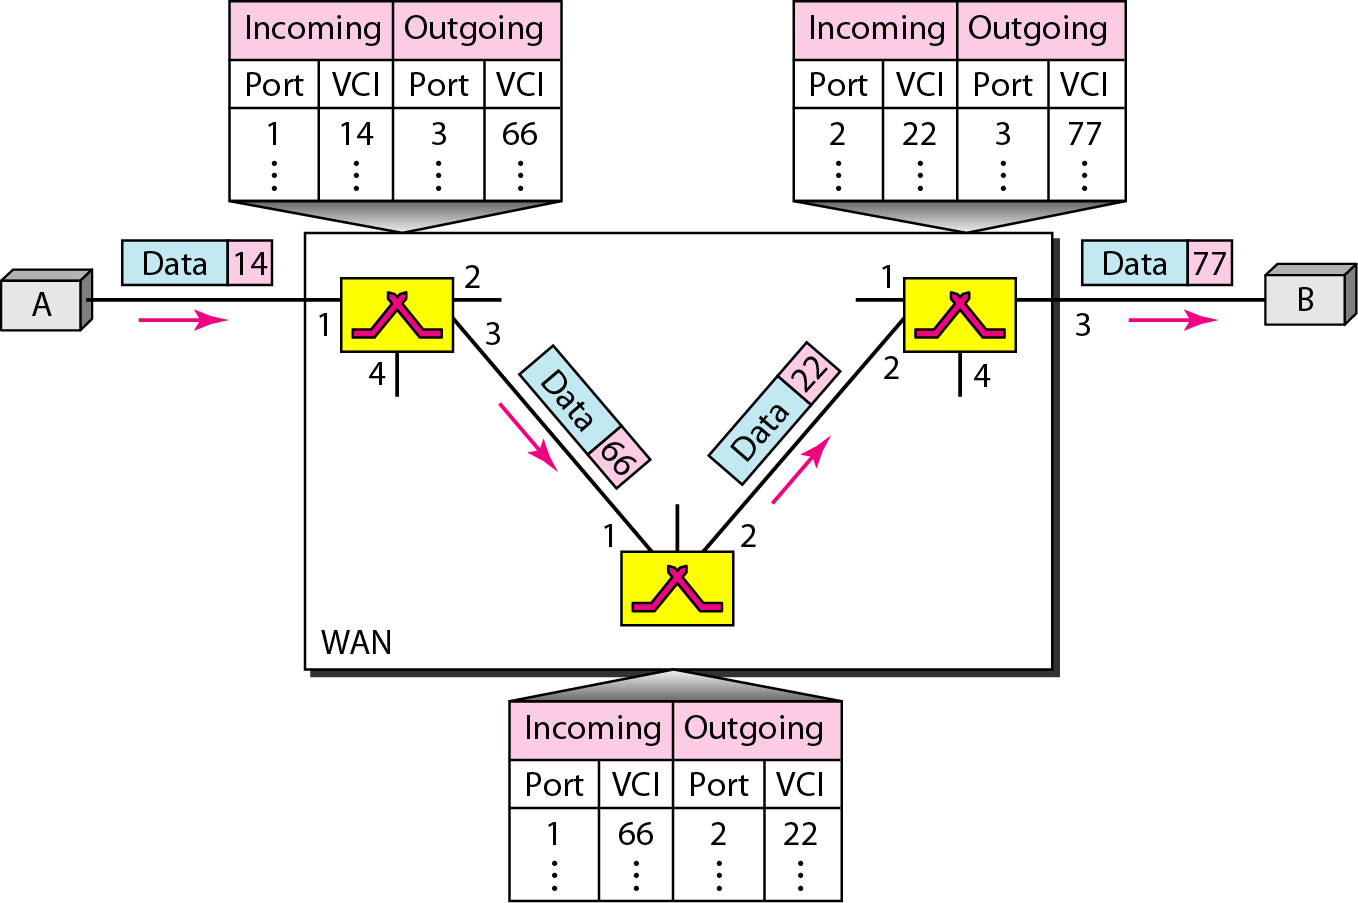 Incoming Outgoing
Port VCI Port VCI
1 14 3 66
Incoming Outgoing
Port VCI Port VCI
2 22 3 77
A
Data 14
1
2
3
4
Data 66
1
2
Data 22
1
2
4
3
Data 77
B
WAN
Incoming Outgoing
Port VCI Port VCI
1 66 2 22